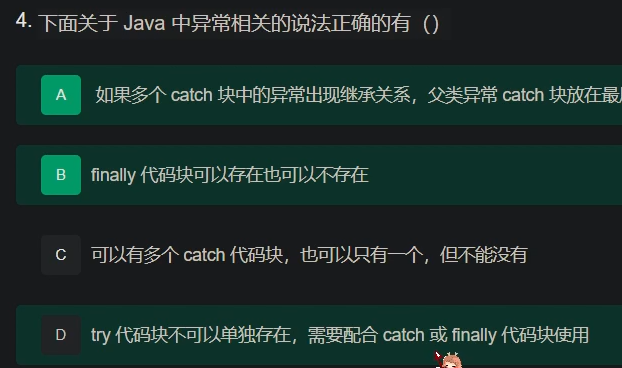 4. 下面关于 Java 中异常相关的说法正确的有（）
A 如果多个 catch 块中的异常出现继承关系，父类异常 catch 块放在最
B finally 代码块可以存在也可以不存在
C 可以有多个 catch 代码块，也可以只有一个，但不能没有
D try 代码块不可以单独存在，需要配合 catch 或 finally 代码块使用